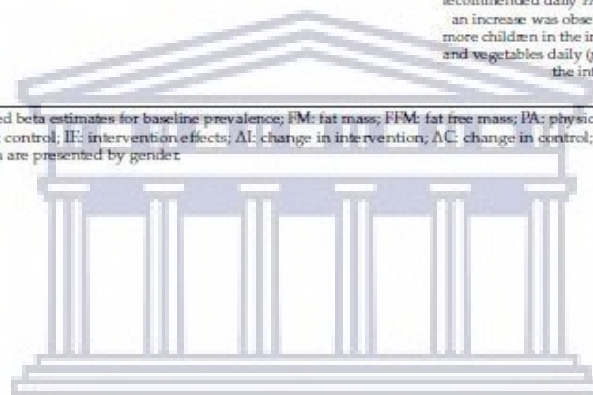 recommended daily
an increase was obse
more children in the in
and vegetables daily (
the in
ed beta estimates for baseline prevalence; FM: fat mass; FFM: fat free mass; PA: physic
control; IE: intervention effects; ΔI: change in intervention; ΔC: change in control;
are presented by gender.